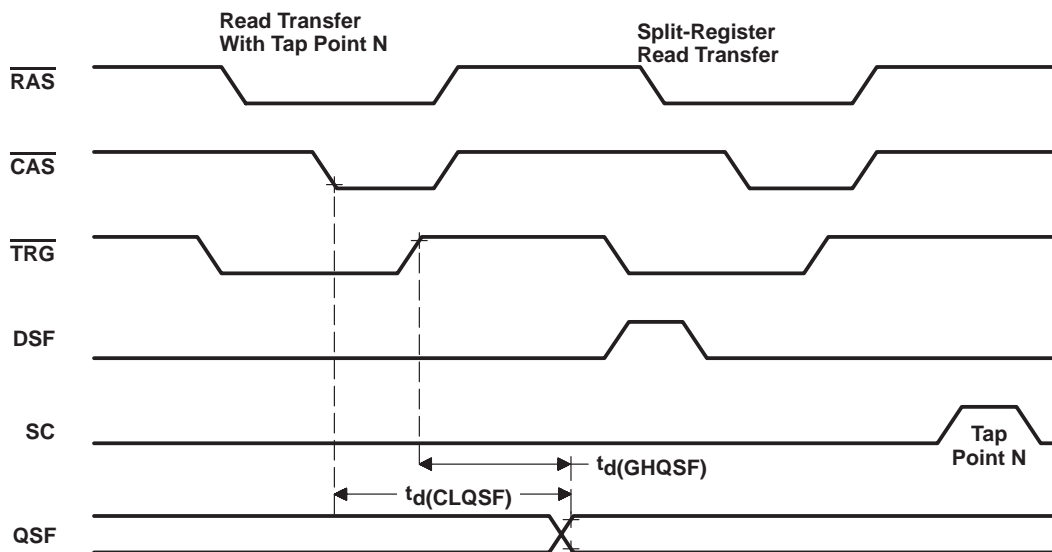 Read Transfer
With Tap Point N
Split-Register
Read Transfer
RAS
CAS
TRG
DSF
SC
Tap
Point N
td(GHQSF)
td(CLQSF)
QSF